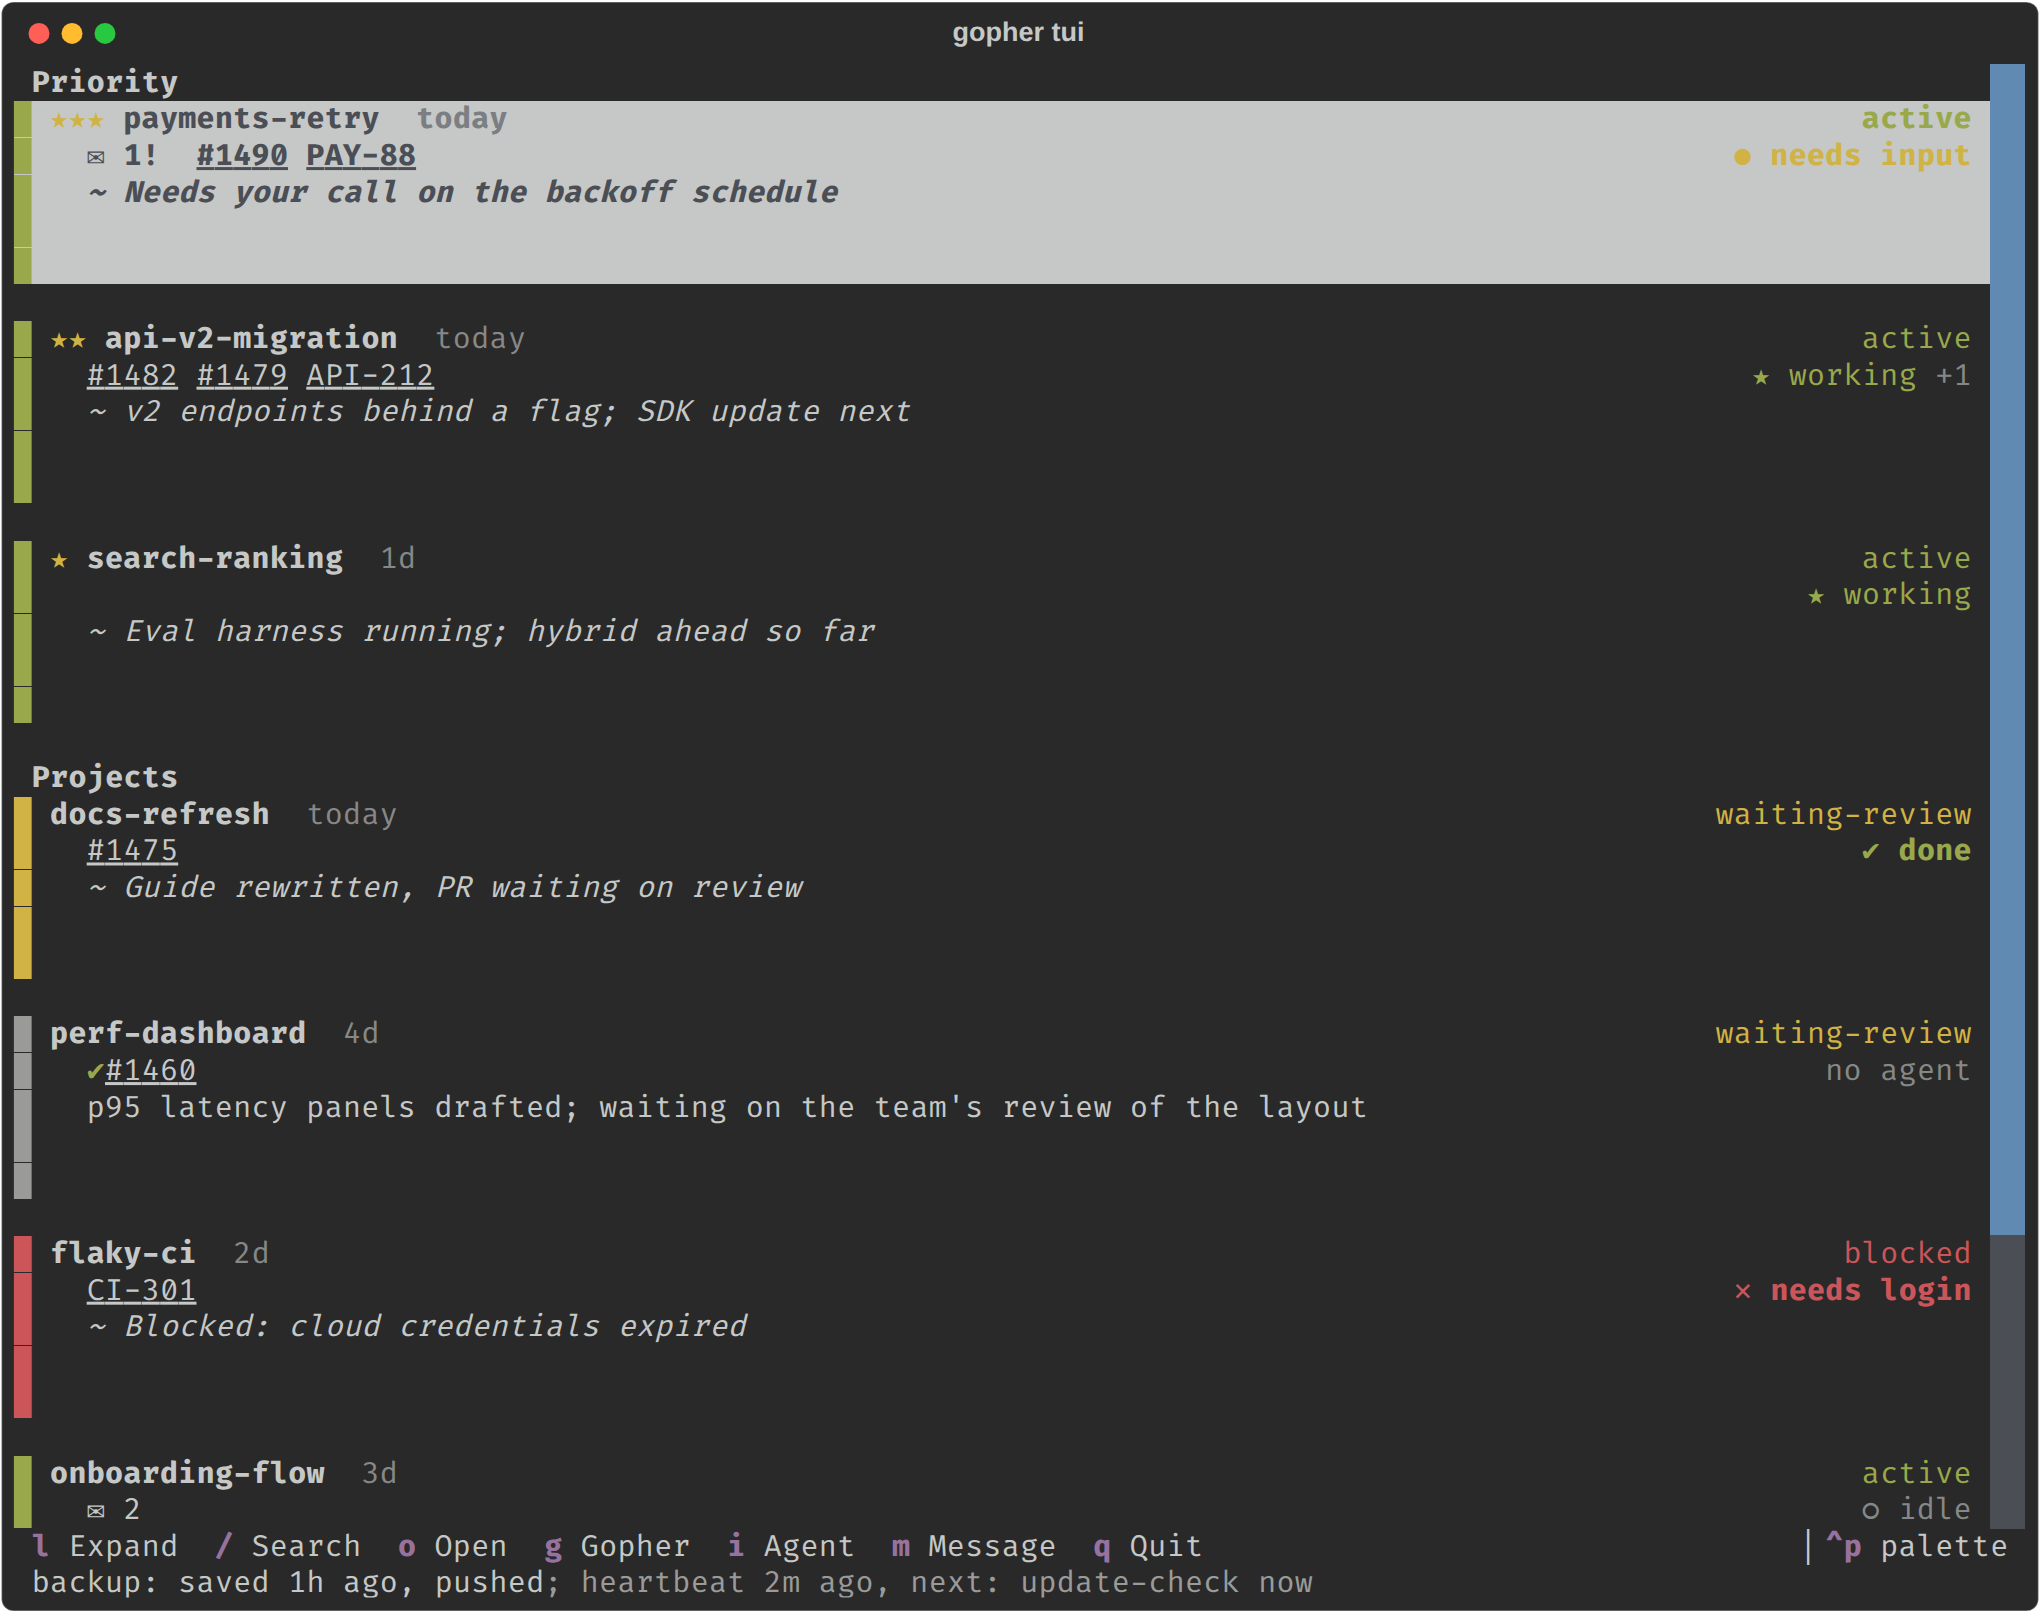 gopher tui
Priority
★★★ payments-retry today active
✉ 1! #1490 PAY-88 ● needs input
~ Needs your call on the backoff schedule
★★ api-v2-migration today active
#1482 #1479 API-212 ★ working +1
~ v2 endpoints behind a flag; SDK update next
★ search-ranking 1d active
★ working
~ Eval harness running; hybrid ahead so far
Projects
docs-refresh today waiting-review
#1475 ✔ done
~ Guide rewritten, PR waiting on review
perf-dashboard 4d waiting-review
✔#1460 no agent
p95 latency panels drafted; waiting on the team's review of the layout
flaky-ci 2d blocked
CI-301 ✕ needs login
~ Blocked: cloud credentials expired
onboarding-flow 3d active
✉ 2 ○ idle
l Expand / Search o Open g Gopher i Agent m Message q Quit │^p palette
backup: saved 1h ago, pushed; heartbeat 2m ago, next: update-check now